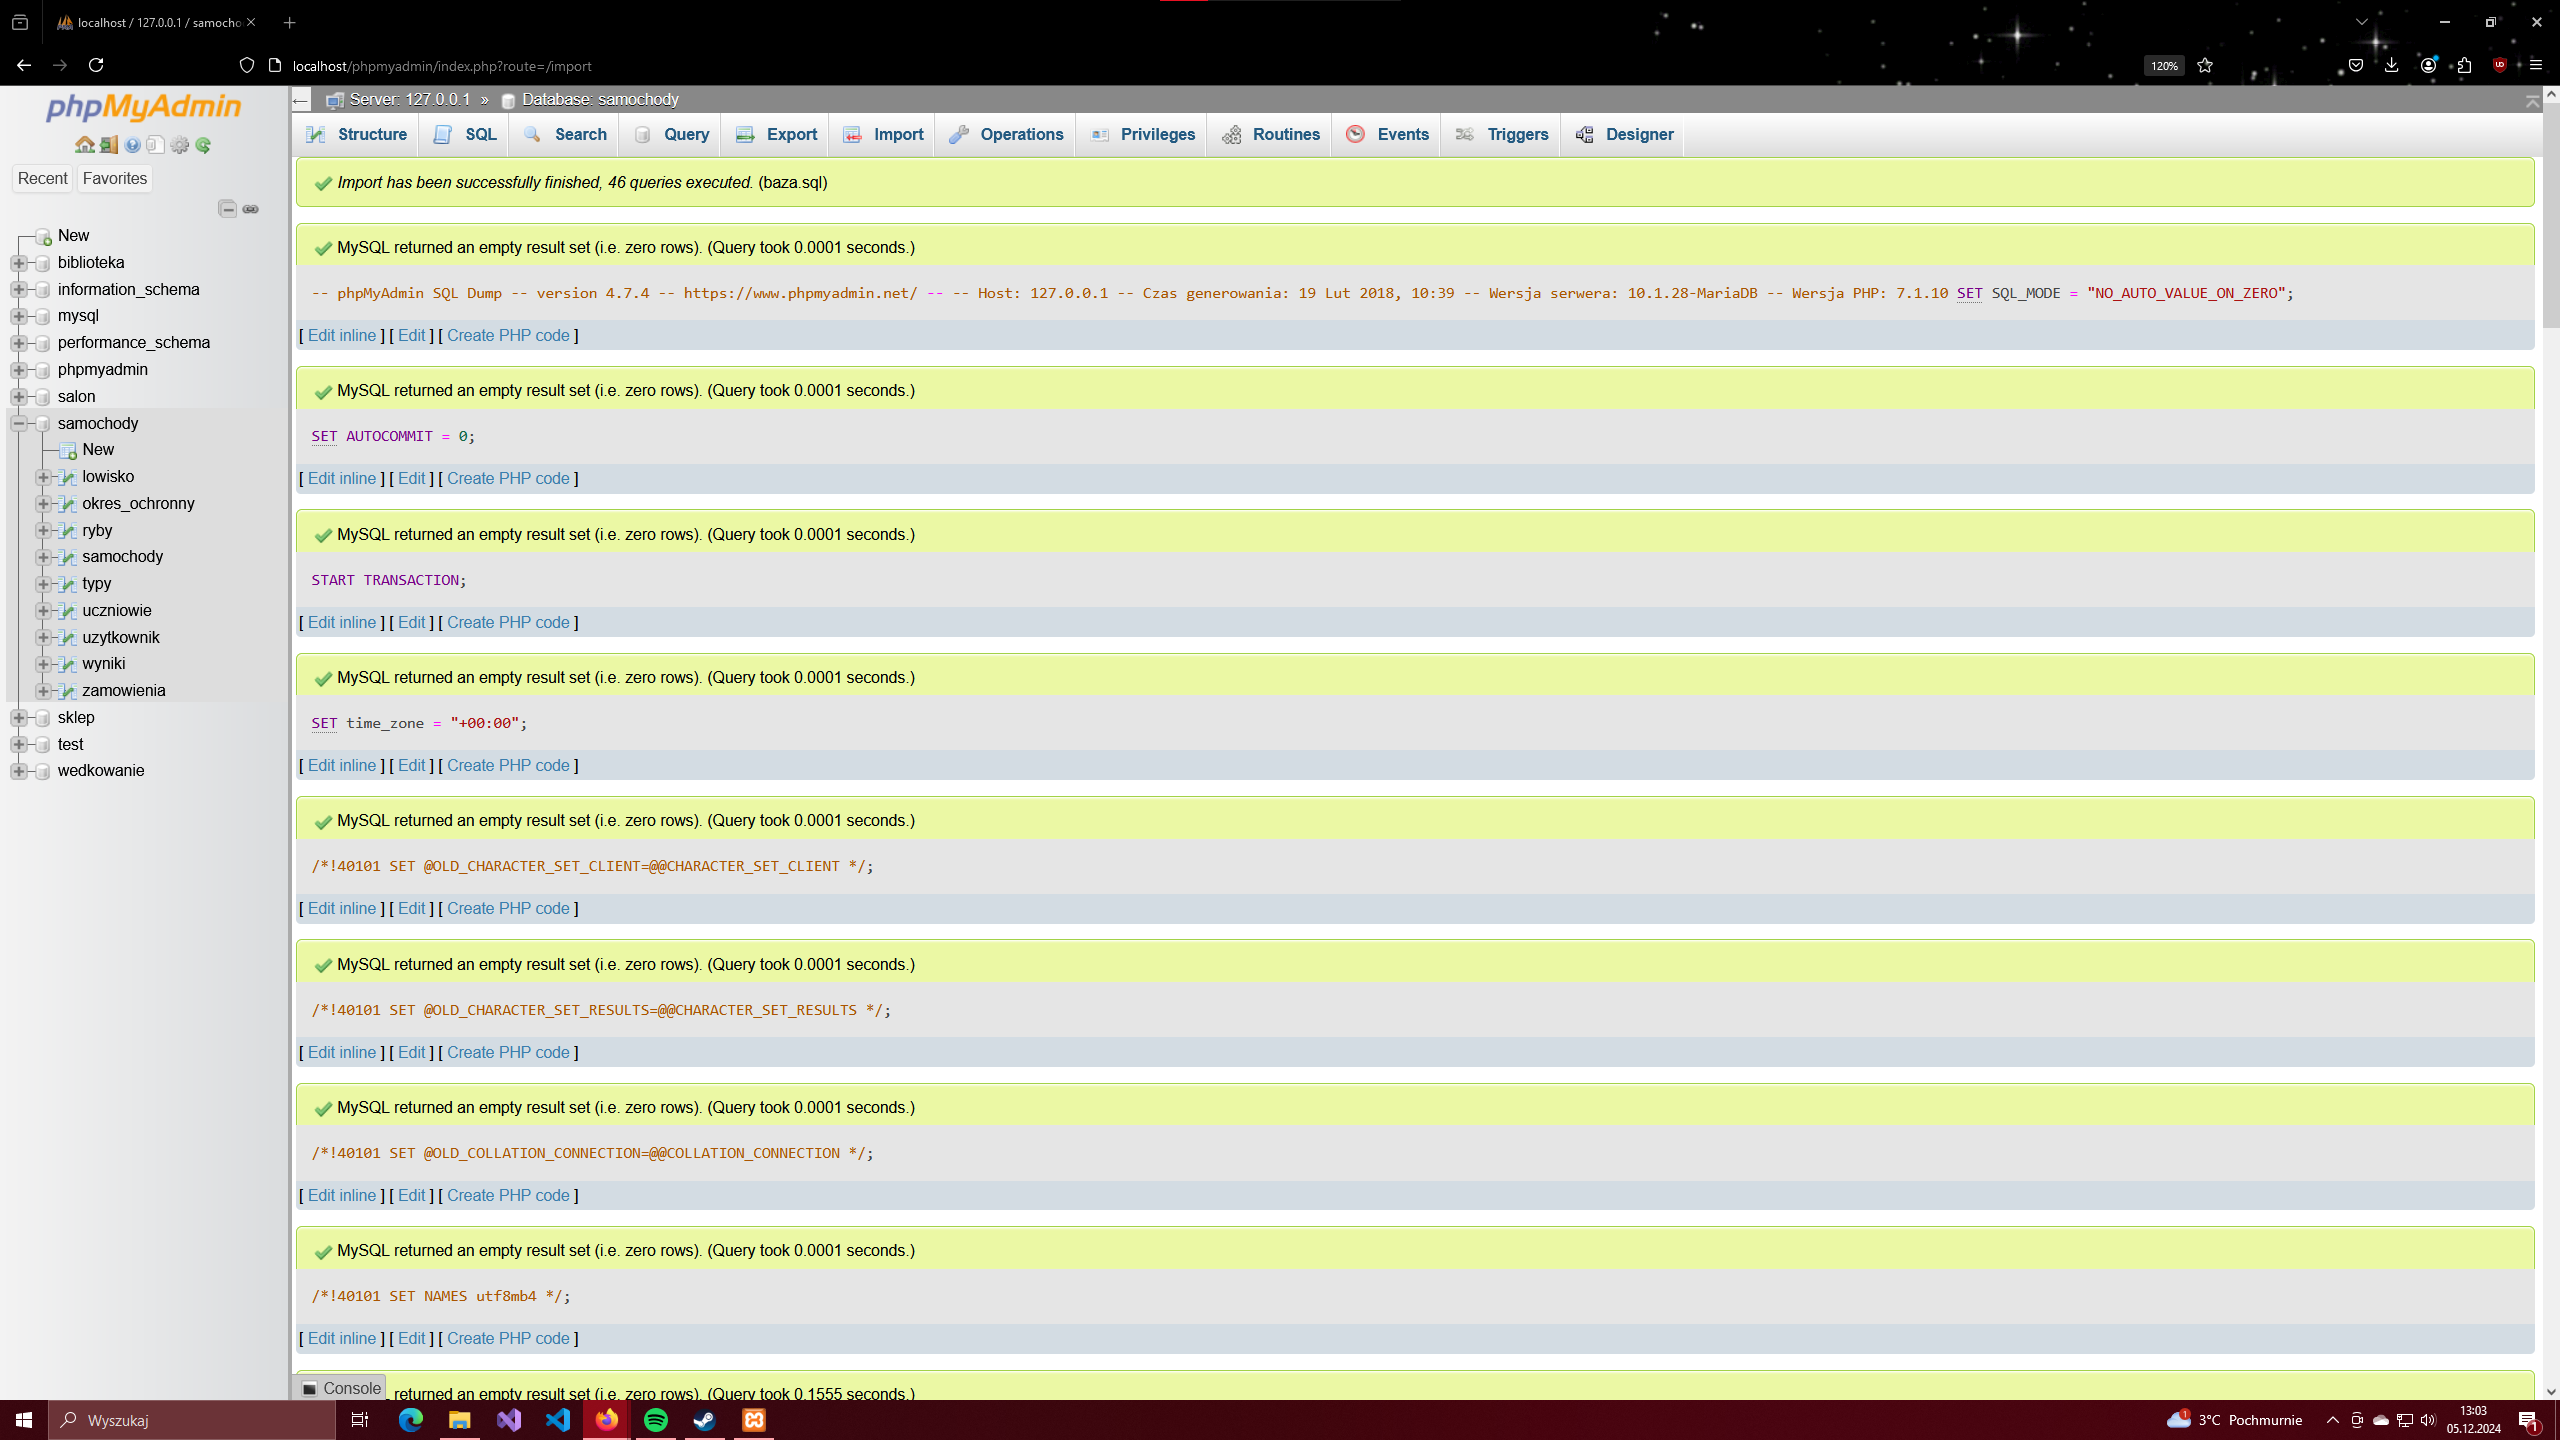 localhost / 127.0.0.1 / samocho
localhost/phpmyadmin/index.php?route=/import
120%
phpMyAdmin
Recent
Favorites
New
biblioteka
information_schema
mysql
performance_schema
phpmyadmin
salon
samochody
New
lowisko
okres_ochronny
ryby
samochody
typy
uczniowie
uzytkownik
wyniki
zamowienia
sklep
test
wedkowanie
Server: 127.0.0.1 » Database: samochody
Structure SQL Search Query Export Import Operations Privileges Routines Events Triggers Designer
Import has been successfully finished, 46 queries executed. (baza.sql)
MySQL returned an empty result set (i.e. zero rows). (Query took 0.0001 seconds.)
-- phpMyAdmin SQL Dump -- version 4.7.4 -- https://www.phpmyadmin.net/ -- -- Host: 127.0.0.1 -- Czas generowania: 19 Lut 2018, 10:39 -- Wersja serwera: 10.1.28-MariaDB -- Wersja PHP: 7.1.10 SET SQL_MODE = "NO_AUTO_VALUE_ON_ZERO";
[ Edit inline ] [ Edit ] [ Create PHP code ]
MySQL returned an empty result set (i.e. zero rows). (Query took 0.0001 seconds.)
SET AUTOCOMMIT = 0;
[ Edit inline ] [ Edit ] [ Create PHP code ]
MySQL returned an empty result set (i.e. zero rows). (Query took 0.0001 seconds.)
START TRANSACTION;
[ Edit inline ] [ Edit ] [ Create PHP code ]
MySQL returned an empty result set (i.e. zero rows). (Query took 0.0001 seconds.)
SET time_zone = "+00:00";
[ Edit inline ] [ Edit ] [ Create PHP code ]
MySQL returned an empty result set (i.e. zero rows). (Query took 0.0001 seconds.)
/*!40101 SET @OLD_CHARACTER_SET_CLIENT=@@CHARACTER_SET_CLIENT */;
[ Edit inline ] [ Edit ] [ Create PHP code ]
MySQL returned an empty result set (i.e. zero rows). (Query took 0.0001 seconds.)
/*!40101 SET @OLD_CHARACTER_SET_RESULTS=@@CHARACTER_SET_RESULTS */;
[ Edit inline ] [ Edit ] [ Create PHP code ]
MySQL returned an empty result set (i.e. zero rows). (Query took 0.0001 seconds.)
/*!40101 SET @OLD_COLLATION_CONNECTION=@@COLLATION_CONNECTION */;
[ Edit inline ] [ Edit ] [ Create PHP code ]
MySQL returned an empty result set (i.e. zero rows). (Query took 0.0001 seconds.)
/*!40101 SET NAMES utf8mb4 */;
[ Edit inline ] [ Edit ] [ Create PHP code ]
Console
returned an empty result set (i.e. zero rows). (Query took 0.1555 seconds.)
Wyszukaj
1
3°C Pochmurnie
13:03
05.12.2024
1